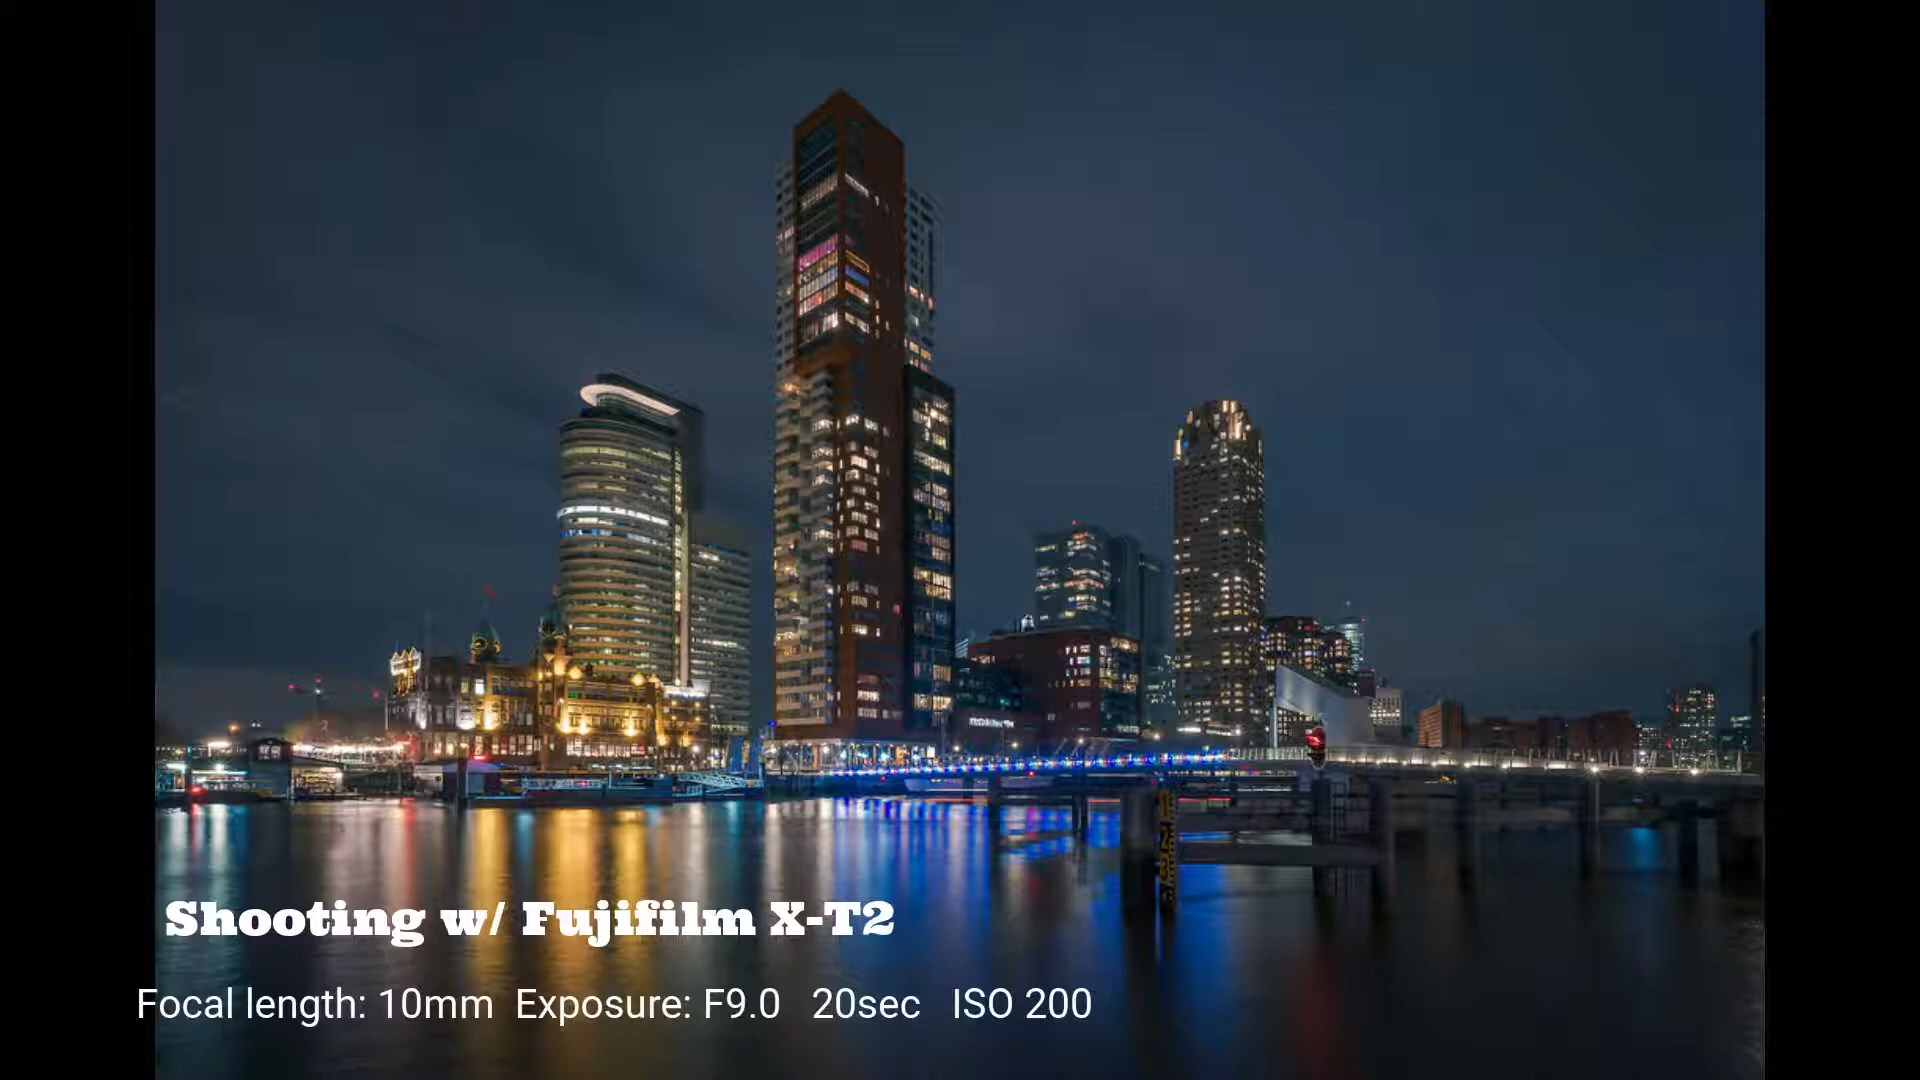 Shooting w/ Fujifilm X-T2
Focal length: 10mm Exposure: F9.0 20sec ISO 200